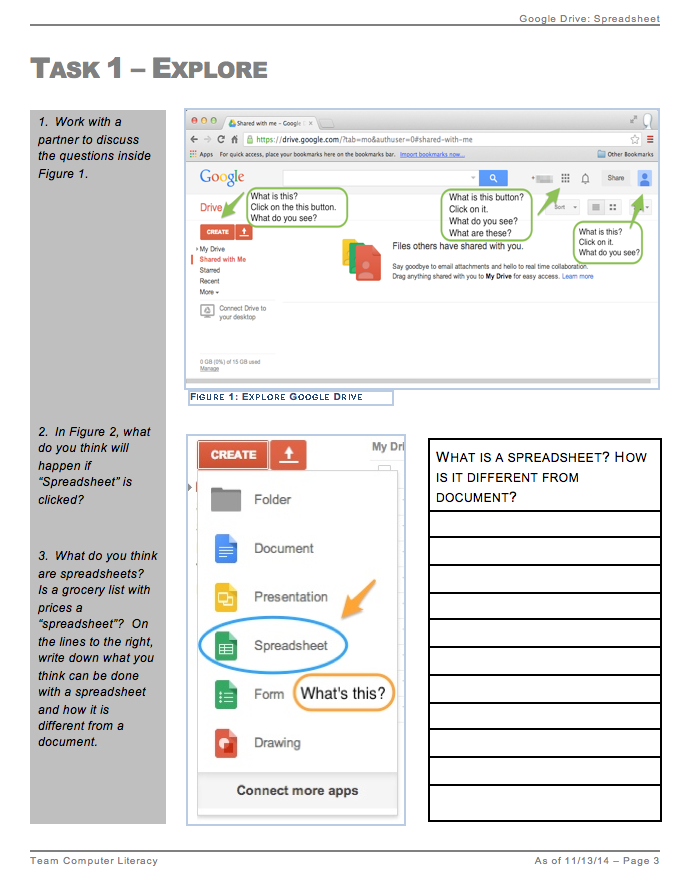 Google Drive: Spreadsheet
TASK 1 – EXPLORE
1. Work with a
partner to discuss
the questions inside
Figure 1.
Shared with me – Google
https://drive.google.com/?tab=mo&authuser=0#shared-with-me
Apps For quick access, place your bookmarks here on the bookmarks bar. Import bookmarks now... Other Bookmarks
Google
Share
What is this?
Click on the this button.
What do you see?
What is this button?
Click on it.
What do you see?
What are these?
What is this?
Click on it.
What do you see?
Drive
Sort
CREATE
My Drive
Shared with Me
Starred
Recent
More
Connect Drive to
your desktop
0 GB (0%) of 15 GB used
Manage
Files others have shared with you.
Say goodbye to email attachments and hello to real time collaboration.
Drag anything shared with you to My Drive for easy access. Learn more
FIGURE 1: EXPLORE GOOGLE DRIVE
2. In Figure 2, what
do you think will
happen if
“Spreadsheet” is
clicked?
3. What do you think
are spreadsheets?
Is a grocery list with
prices a
“spreadsheet”? On
the lines to the right,
write down what you
think can be done
with a spreadsheet
and how it is
different from a
document.
CREATE
My Dri
Folder
Document
Presentation
Spreadsheet
Form
What's this?
Drawing
Connect more apps
WHAT IS A SPREADSHEET? HOW
IS IT DIFFERENT FROM
DOCUMENT?
Team Computer Literacy
As of 11/13/14 – Page 3